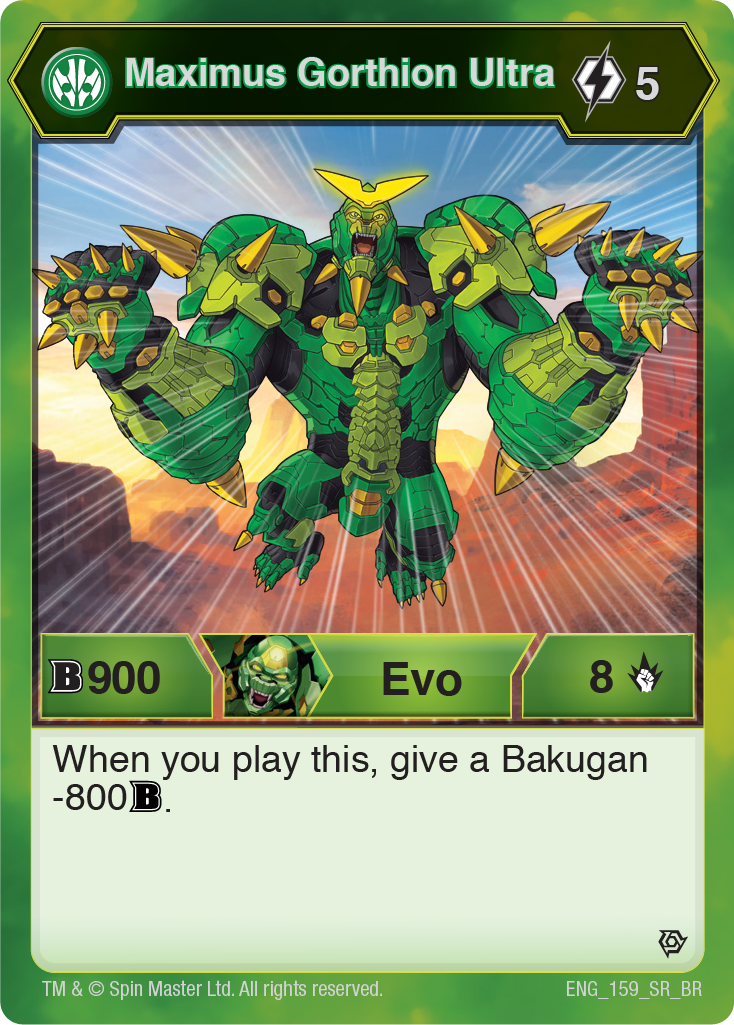 Maximus Gorthion Ultra 5
B 900 Evo 8
When you play this, give a Bakugan
-800B.
TM & © Spin Master Ltd. All rights reserved. ENG_159_SR_BR